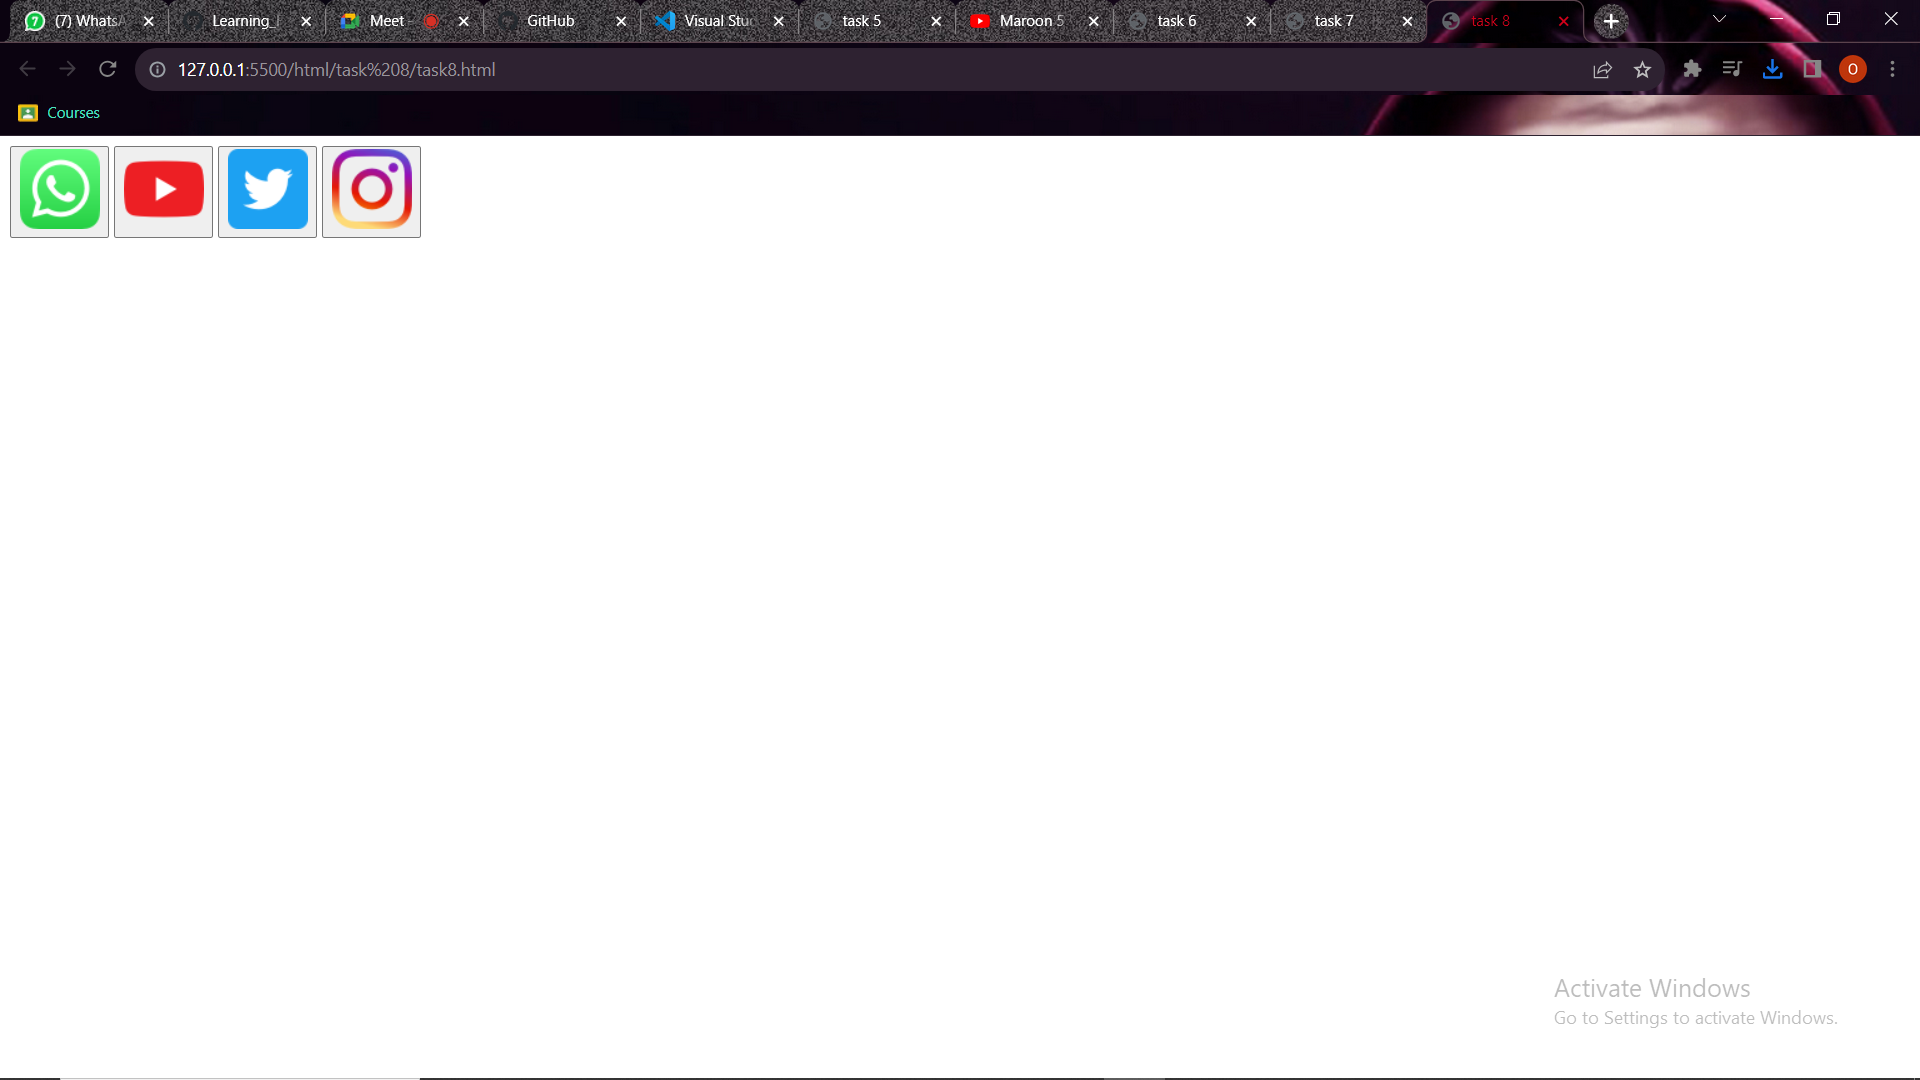 (7) WhatsA
Learning_
Meet -
GitHub
Visual Stud
task 5
Maroon 5
task 6
task 7
task 8
127.0.0.1:5500/html/task%208/task8.html
O
Courses
Activate Windows
Go to Settings to activate Windows.